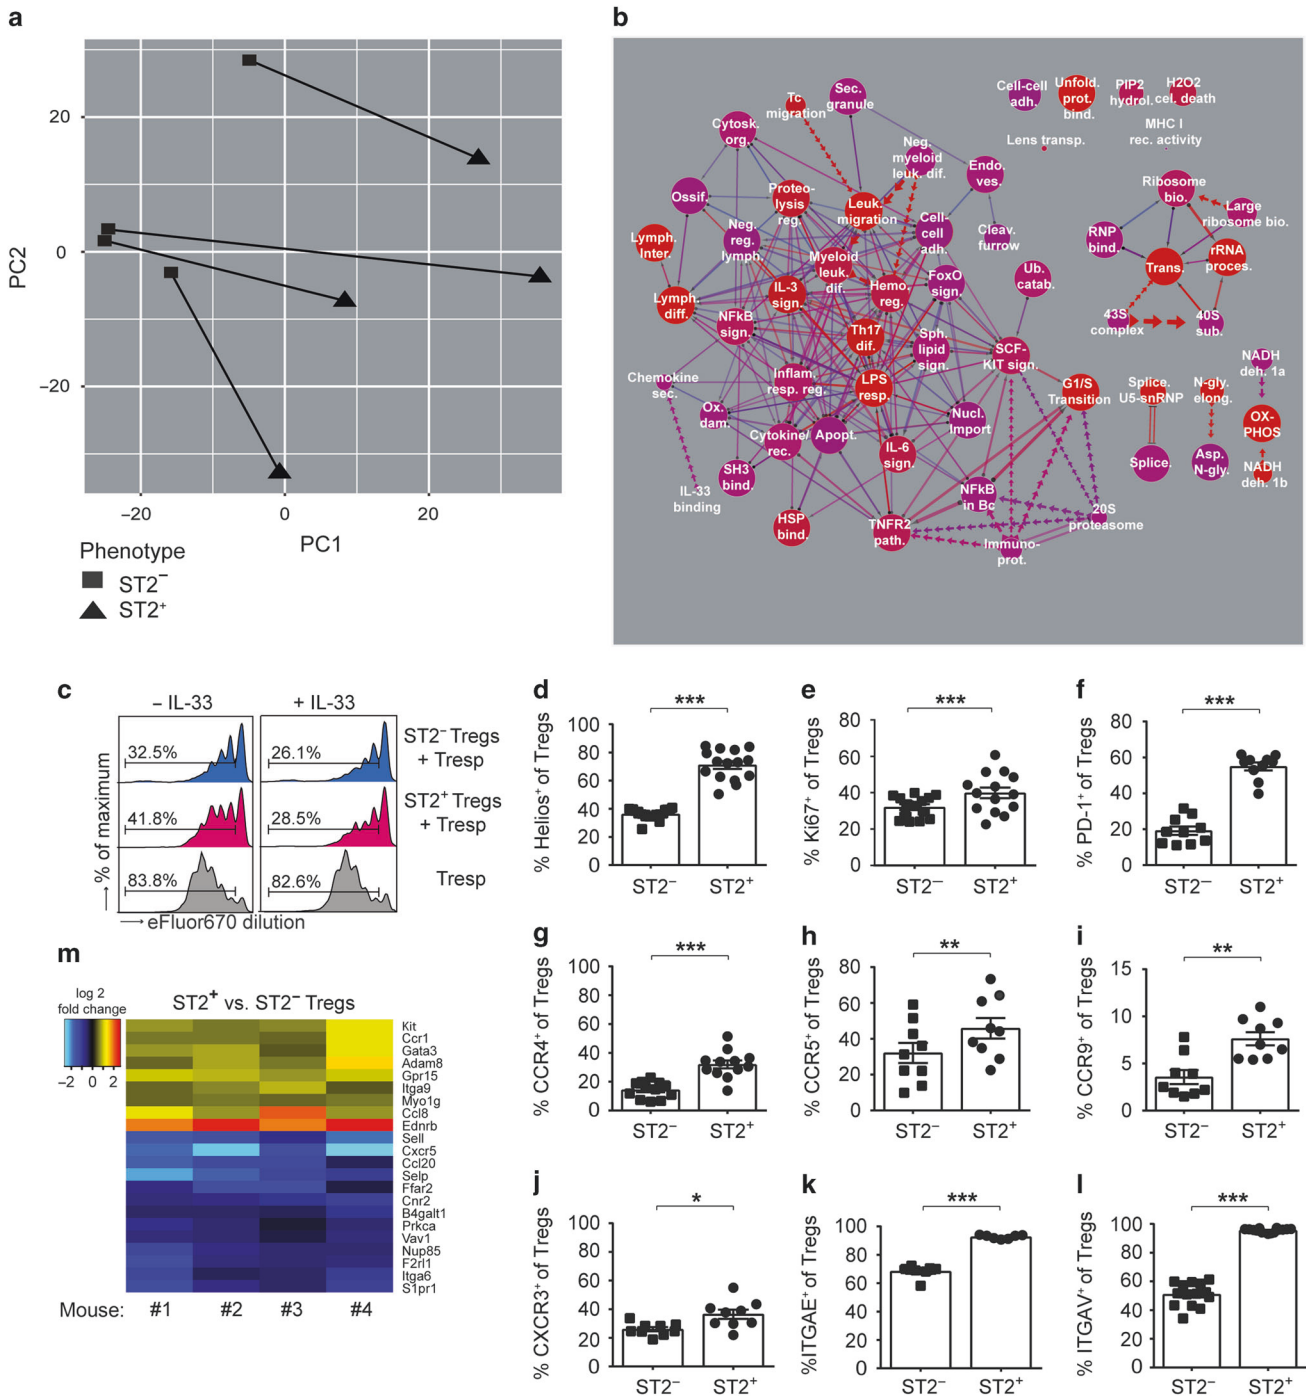 a
20
0
−20
PC2
−20
0
20
PC1
Phenotype
ST2⁻
ST2⁺
b
Tc
migration
Sec.
granule
Cell-cell
adh.
Unfold.
prot.
bind.
PIP2
hydrol.
H2O2
cel. death
Lens transp.
MHC I
rec. activity
Cytosk.
org.
Neg.
myeloid
leuk. dif.
Endo.
ves.
Ossif.
Proteo-
lysis
reg.
Leuk.
migration
Cell-
cell
adh.
Cleav.
furrow
Ribosome
bio.
Large
ribosome bio.
RNP
bind.
rRNA
proces.
Trans.
43S
complex
40S
sub.
Lymph.
Inter.
Neg.
reg.
lymph.
Myeloid
leuk.
dif.
FoxO
sign.
Ub.
catab.
Lymph.
diff.
IL-3
sign.
Hemo.
reg.
NFkB
sign.
Th17
dif.
Sph.
lipid
sign.
SCF-
KIT sign.
Chemokine
sec.
Inflam.
resp. reg.
LPS
resp.
G1/S
Transition
Splice.
U5-snRNP
N-gly.
elong.
NADH
deh. 1a
Ox.
dam.
Cytokine/
rec.
Apopt.
Nucl.
Import
OX-
PHOS
IL-6
sign.
Splice.
Asp.
N-gly.
NADH
deh. 1b
SH3
bind.
IL-33
binding
NFkB
in Bc
20S
proteasome
HSP
bind.
TNFR2
path.
Immuno-
prot.
c
− IL-33
+ IL-33
32.5%
26.1%
ST2⁻ Tregs
+ Tresp
41.8%
28.5%
ST2⁺ Tregs
+ Tresp
83.8%
82.6%
Tresp
% of maximum
eFluor670 dilution
d
***
100
80
60
40
20
0
% Helios⁺ of Tregs
ST2⁻
ST2⁺
e
***
80
60
40
20
0
% Ki67⁺ of Tregs
ST2⁻
ST2⁺
f
***
80
60
40
20
0
% PD-1⁺ of Tregs
ST2⁻
ST2⁺
g
***
100
80
60
40
20
0
% CCR4⁺ of Tregs
ST2⁻
ST2⁺
h
**
80
60
40
20
0
% CCR5⁺ of Tregs
ST2⁻
ST2⁺
i
**
15
10
5
0
% CCR9⁺ of Tregs
ST2⁻
ST2⁺
j
*
100
80
60
40
20
0
% CXCR3⁺ of Tregs
ST2⁻
ST2⁺
k
***
100
80
60
40
20
0
%ITGAE⁺ of Tregs
ST2⁻
ST2⁺
l
***
100
80
60
40
20
0
% ITGAV⁺ of Tregs
ST2⁻
ST2⁺
m
log 2
fold change
−2 0 2
ST2⁺ vs. ST2⁻ Tregs
Kit
Ccr1
Gata3
Adam8
Gpr15
Itga9
Myo1g
Ccl8
Ednrb
Sell
Cxcr5
Ccl20
Selp
Ffar2
Cnr2
B4galt1
Prkca
Vav1
Nup85
F2rl1
Itga6
S1pr1
Mouse: #1 #2 #3 #4